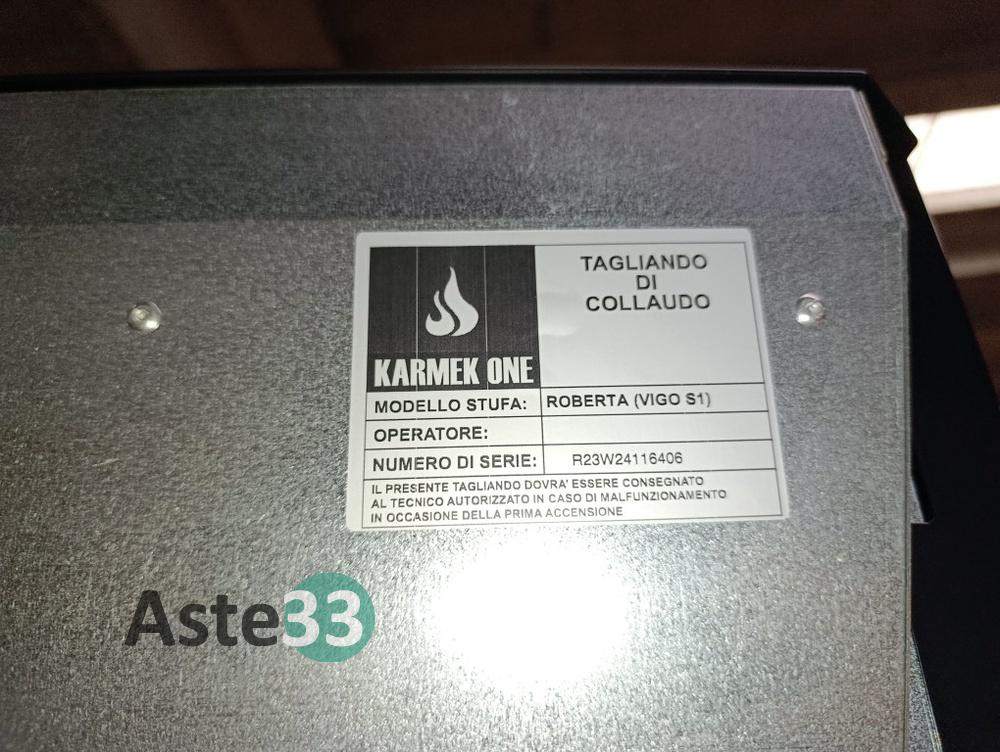 TAGLIANDO
DI
COLLAUDO
KARMEK ONE
MODELLO STUFA: ROBERTA (VIGO S1)
OPERATORE:
NUMERO DI SERIE: R23W24116406
IL PRESENTE TAGLIANDO DOVRA' ESSERE CONSEGNATO
AL TECNICO AUTORIZZATO IN CASO DI MALFUNZIONAMENTO
IN OCCASIONE DELLA PRIMA ACCENSIONE
Aste33